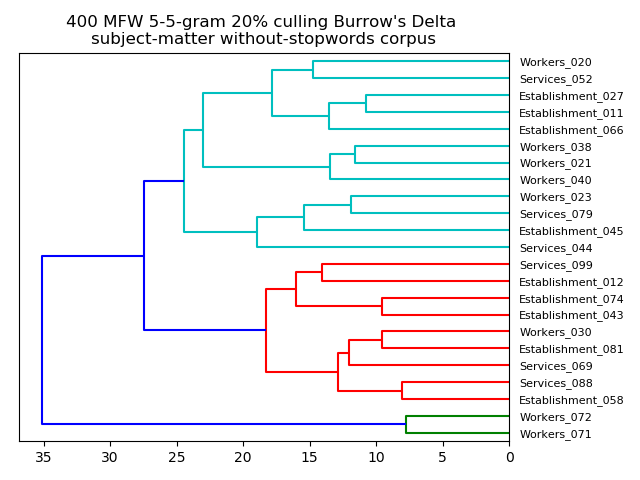 400 MFW 5-5-gram 20% culling Burrow's Delta
subject-matter without-stopwords corpus
Workers_020
Services_052
Establishment_027
Establishment_011
Establishment_066
Workers_038
Workers_021
Workers_040
Workers_023
Services_079
Establishment_045
Services_044
Services_099
Establishment_012
Establishment_074
Establishment_043
Workers_030
Establishment_081
Services_069
Services_088
Establishment_058
Workers_072
Workers_071
35 30 25 20 15 10 5 0